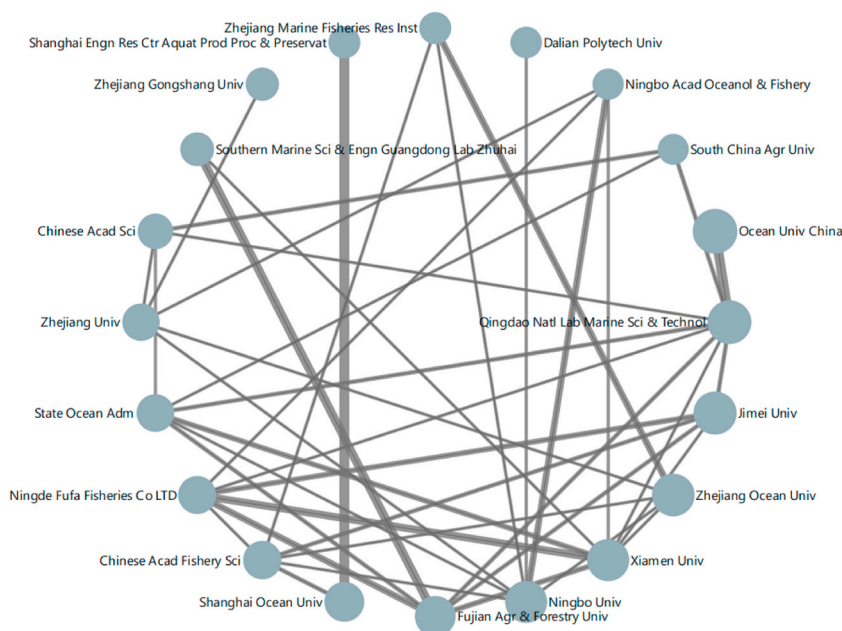 Zhejiang Marine Fisheries Res Inst
Shanghai Engn Res Ctr Aquat Prod Proc & Preservat
Dalian Polytech Univ
Zhejiang Gongshang Univ
Ningbo Acad Oceanol & Fishery
Southern Marine Sci & Engn Guangdong Lab Zhuhai
South China Agr Univ
Chinese Acad Sci
Ocean Univ China
Zhejiang Univ
Qingdao Natl Lab Marine Sci & Technol
State Ocean Adm
Jimei Univ
Ningde Fufa Fisheries Co LTD
Zhejiang Ocean Univ
Chinese Acad Fishery Sci
Xiamen Univ
Shanghai Ocean Univ
Ningbo Univ
Fujian Agr & Forestry Univ